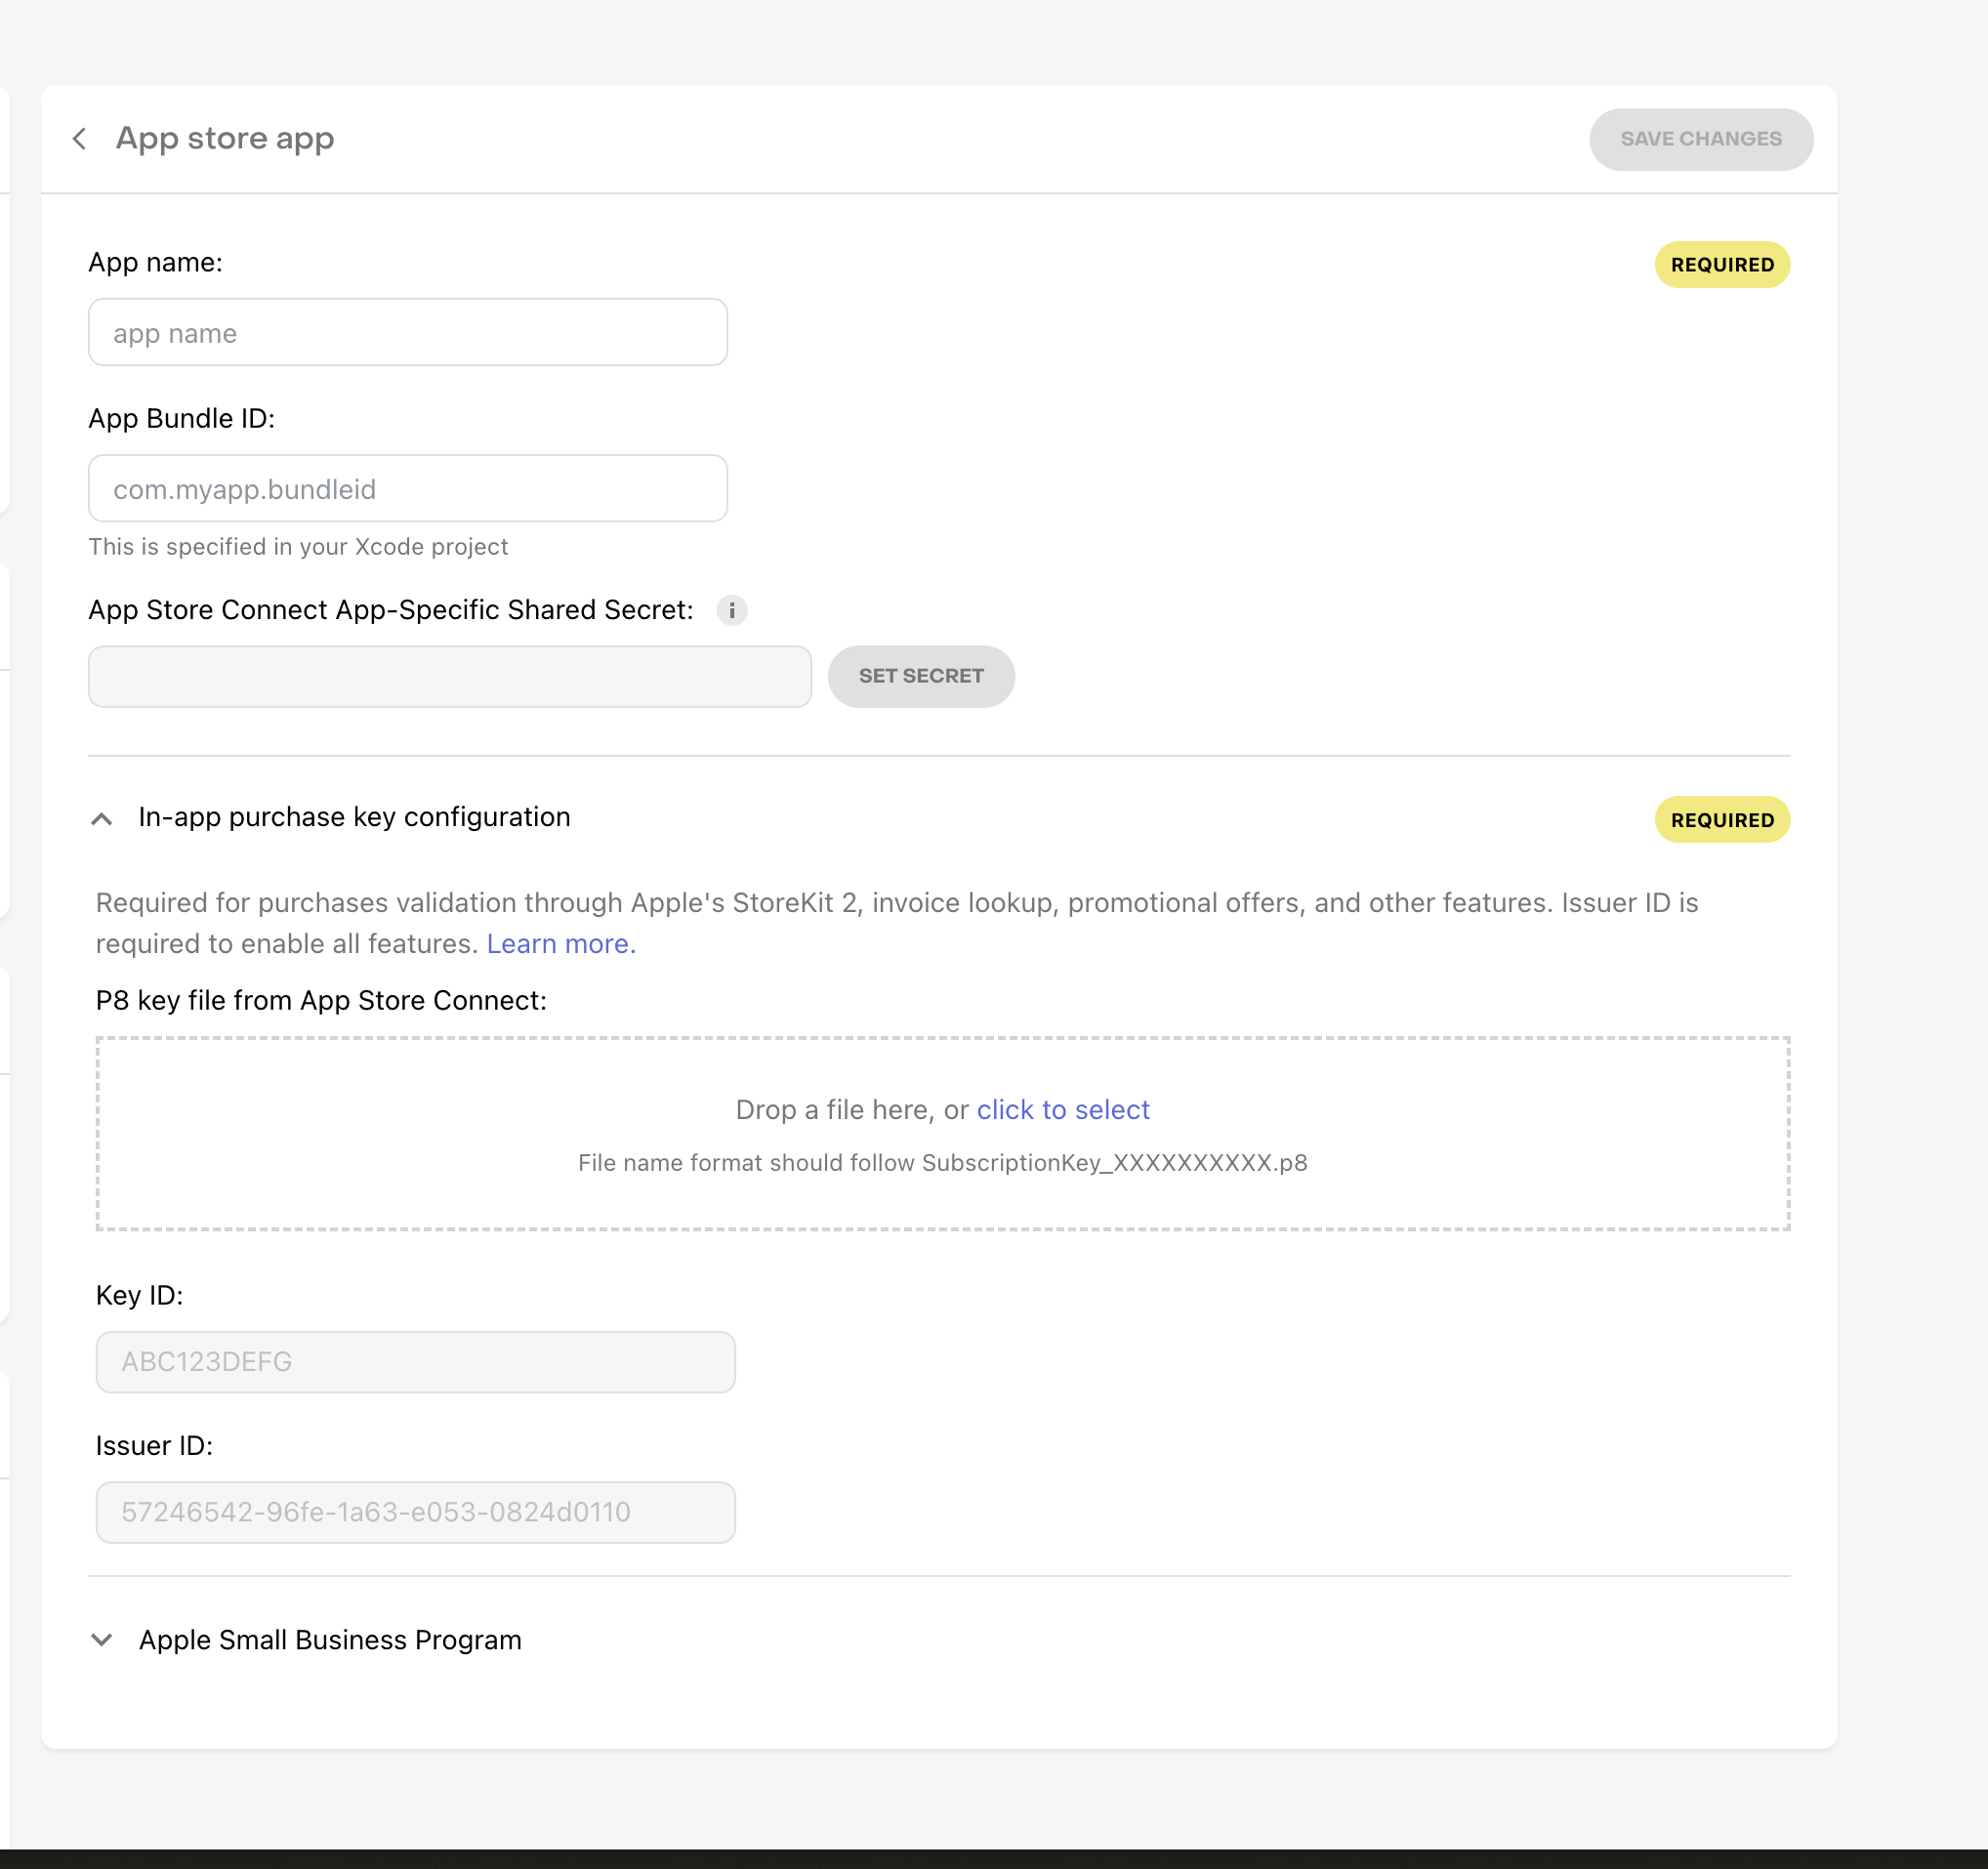 App store app
SAVE CHANGES
App name:
REQUIRED
app name
App Bundle ID:
com.myapp.bundleid
This is specified in your Xcode project
App Store Connect App-Specific Shared Secret:
i
SET SECRET
In-app purchase key configuration
REQUIRED
Required for purchases validation through Apple's StoreKit 2, invoice lookup, promotional offers, and other features. Issuer ID is
required to enable all features. Learn more.
P8 key file from App Store Connect:
Drop a file here, or click to select
File name format should follow SubscriptionKey_XXXXXXXXXX.p8
Key ID:
ABC123DEFG
Issuer ID:
57246542-96fe-1a63-e053-0824d0110
Apple Small Business Program